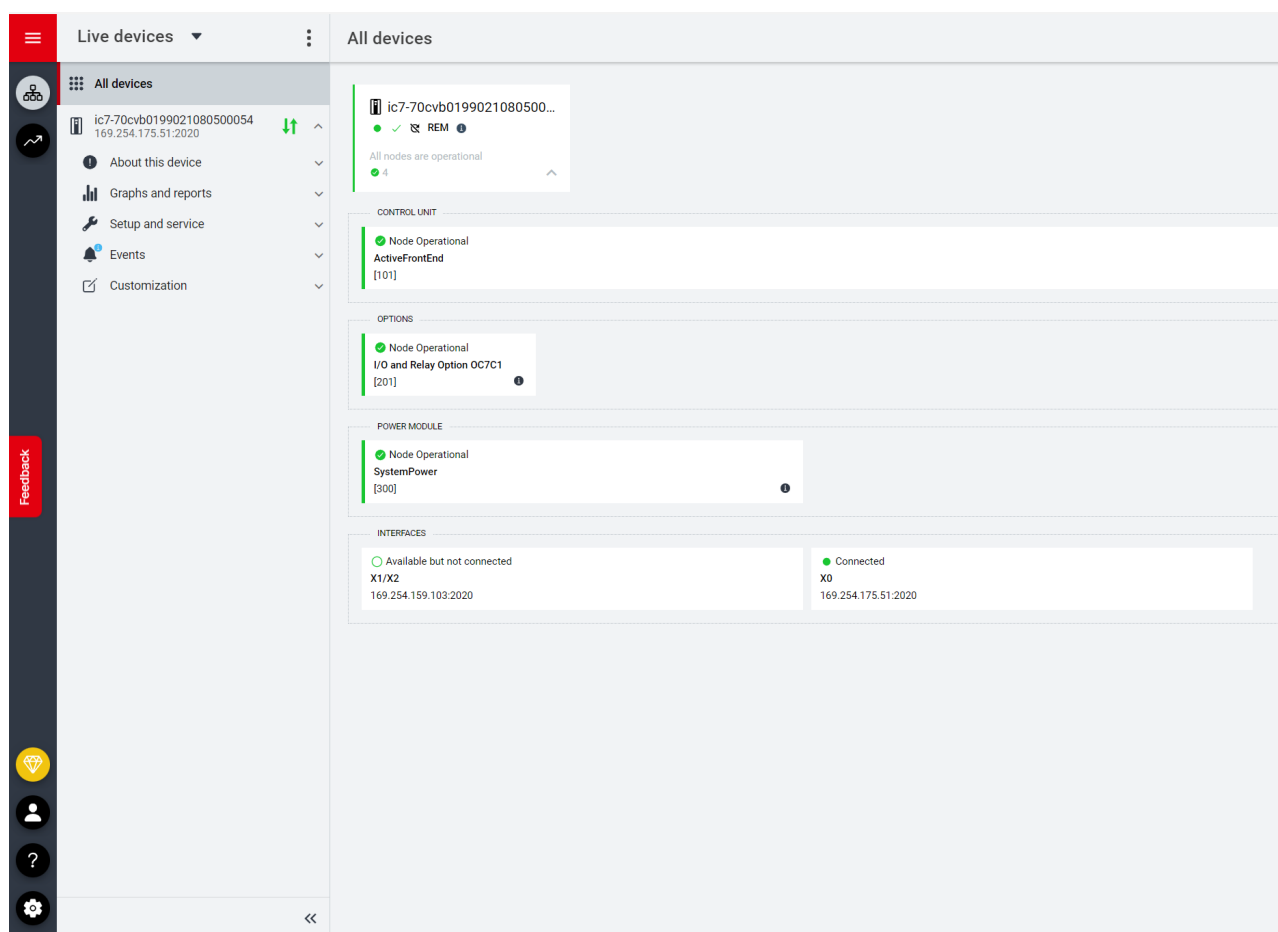 Live devices
All devices
All devices
ic7-70cvb0199021080500054
169.254.175.51:2020
About this device
Graphs and reports
Setup and service
Events
Customization
Feedback
ic7-70cvb0199021080500...
REM
All nodes are operational
4
CONTROL UNIT
Node Operational
ActiveFrontEnd
[101]
OPTIONS
Node Operational
I/O and Relay Option OC7C1
[201]
POWER MODULE
Node Operational
SystemPower
[300]
INTERFACES
Available but not connected
X1/X2
169.254.159.103:2020
Connected
X0
169.254.175.51:2020